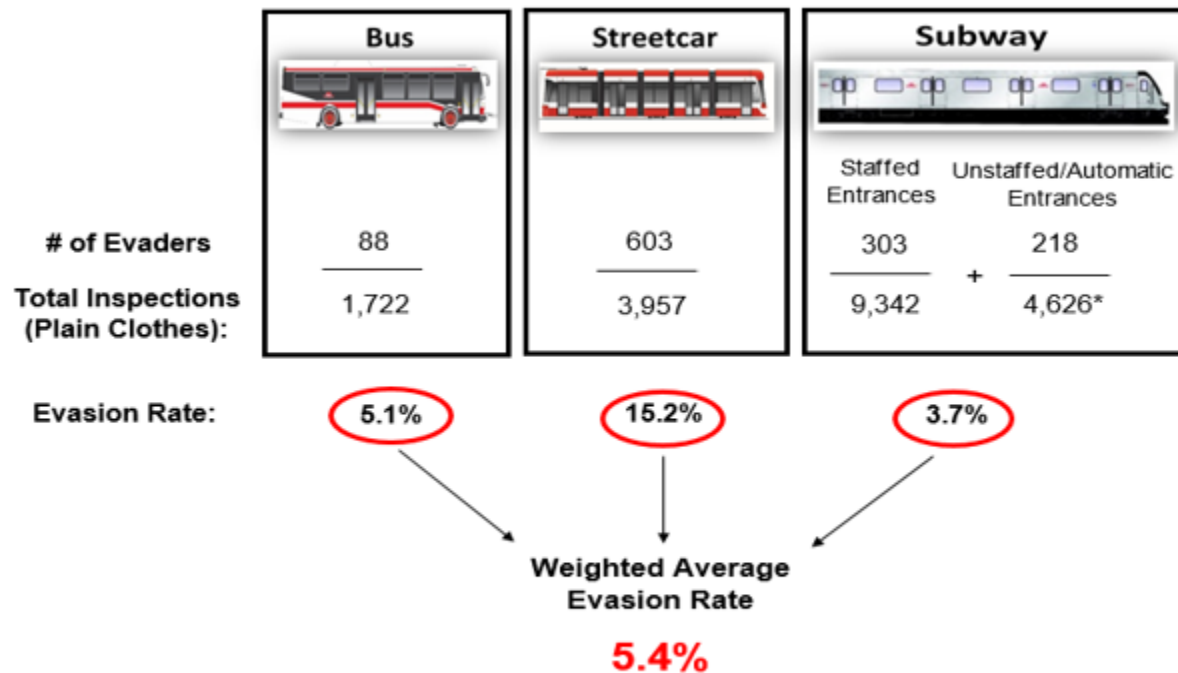 Bus
Streetcar
Subway
Staffed
Entrances
Unstaffed/Automatic
Entrances
# of Evaders
88
603
303
218
+
Total Inspections
(Plain Clothes):
1,722
3,957
9,342
4,626*
Evasion Rate:
5.1%
15.2%
3.7%
Weighted Average
Evasion Rate
5.4%